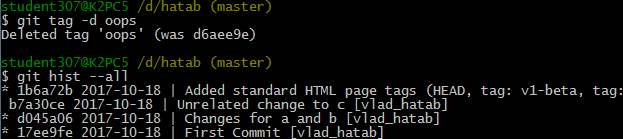 student307@K2PC5 /d/hatab (master)
$ git tag -d oops
Deleted tag 'oops' (was d6aee9e)
student307@K2PC5 /d/hatab (master)
$ git hist --all
* 1b6a72b 2017-10-18 | Added standard HTML page tags (HEAD, tag: v1-beta, tag:
b7a30ce 2017-10-18 | Unrelated change to c [vlad_hatab]
* d045a06 2017-10-18 | Changes for a and b [vlad_hatab]
* 17ee9fe 2017-10-18 | First Commit [vlad_hatab]